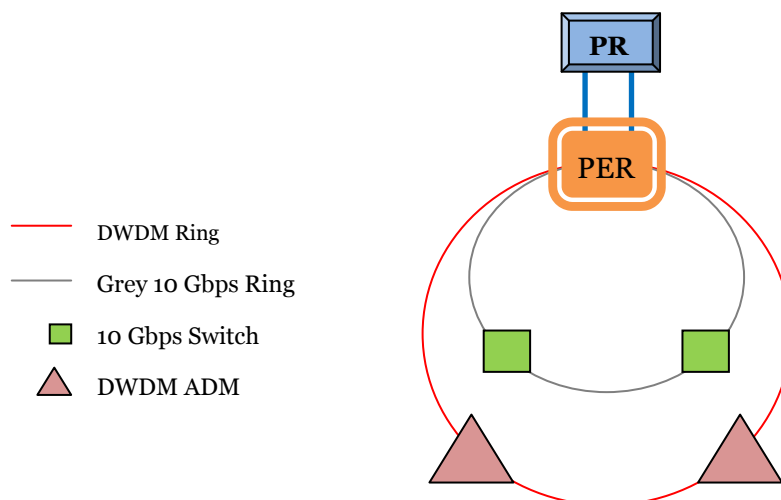 PR
PER
DWDM Ring
Grey 10 Gbps Ring
10 Gbps Switch
DWDM ADM